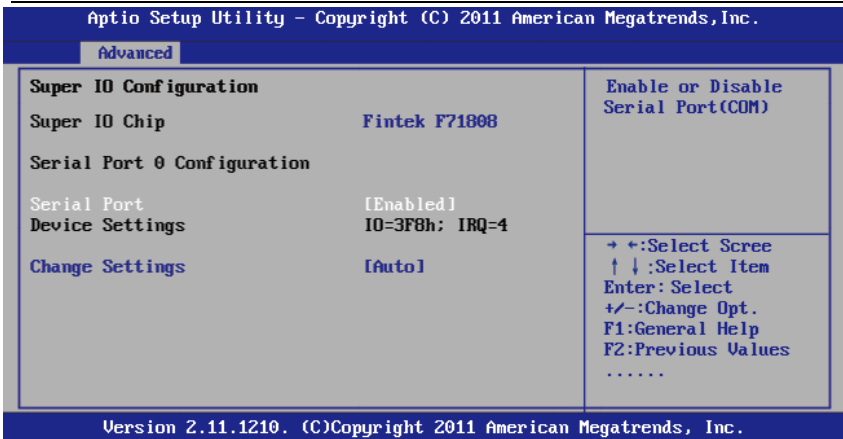 Aptio Setup Utility - Copyright (C) 2011 American Megatrends,Inc.
Advanced
Super IO Configuration
Super IO Chip Fintek F71808
Serial Port 0 Configuration
Serial Port [Enabled]
Device Settings IO=3F8h; IRQ=4
Change Settings [Auto]
Enable or Disable
Serial Port(COM)
→ ←:Select Scree
↑ ↓ :Select Item
Enter: Select
+/-:Change Opt.
F1:General Help
F2:Previous Values
......
Version 2.11.1210. (C)Copyright 2011 American Megatrends, Inc.